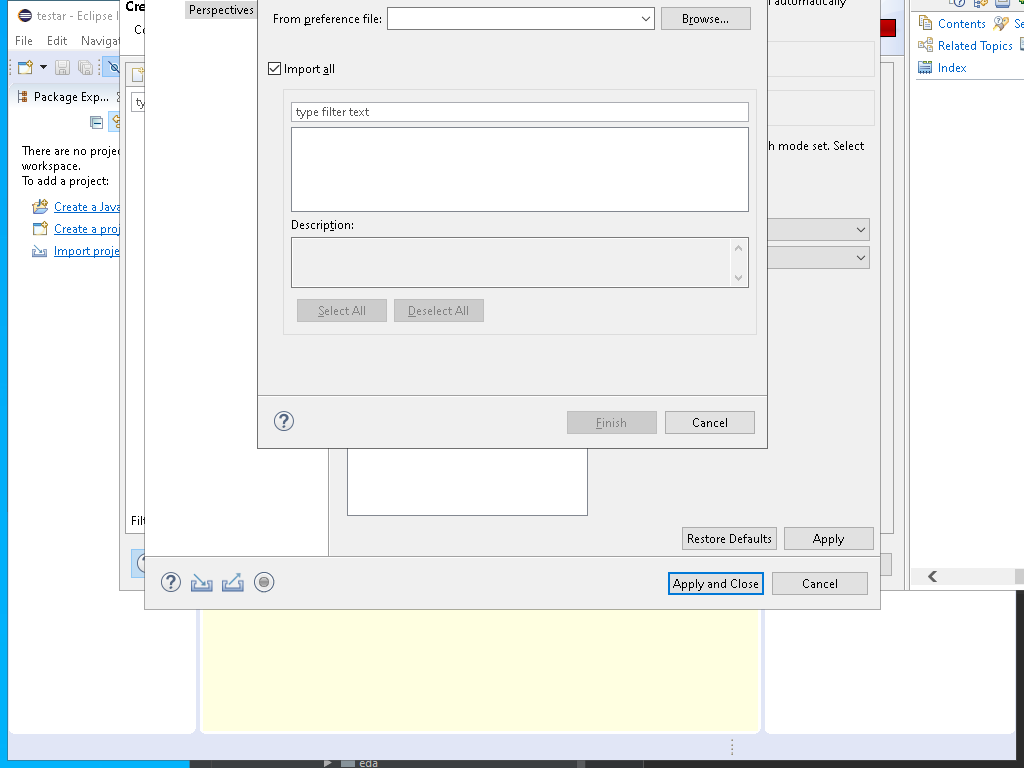 testar - Eclipse I
File Edit Navigat
Package Exp...
There are no projec
workspace.
To add a project:
Create a Java
Create a proj
Import proje
Cre
ty
Filt
Perspectives
From preference file:
Browse...
Import all
type filter text
Description:
Select All
Deselect All
Finish
Cancel
automatically
h mode set. Select
Restore Defaults
Apply
Apply and Close
Cancel
Contents
Se
Related Topics
Index
eda